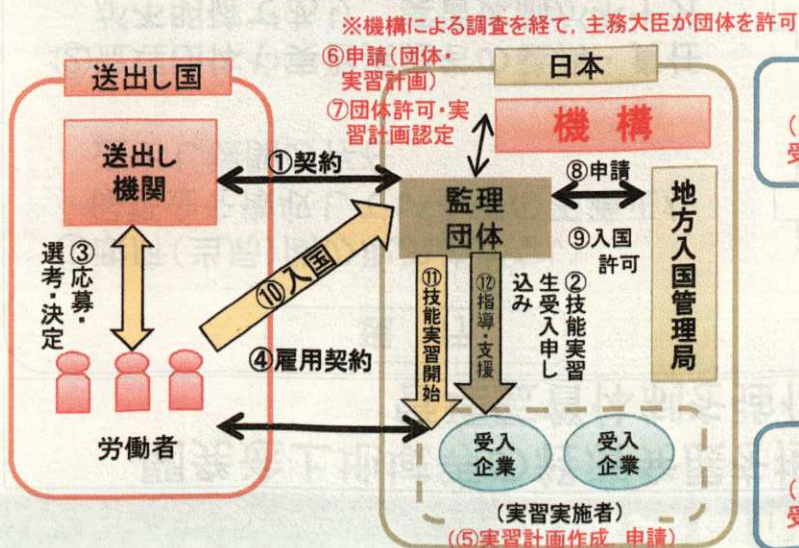 ※機構による調査を経て，主務大臣が団体を許可
⑥申請(団体・
実習計画)
⑦団体許可・実
習計画認定
送出し国
日本
機構
送出し
機関
①契約
監理
団体
⑧申請
⑨入国
許可
地方入国管理局
③応募・
選考・決定
⑩入国
⑪技能実習開始
⑫指導・支援
②技能実習
生受入申し
込み
④雇用契約
労働者
受入
企業
受入
企業
(実習実施者)
(⑤実習計画作成，申請)
(
受
(
受